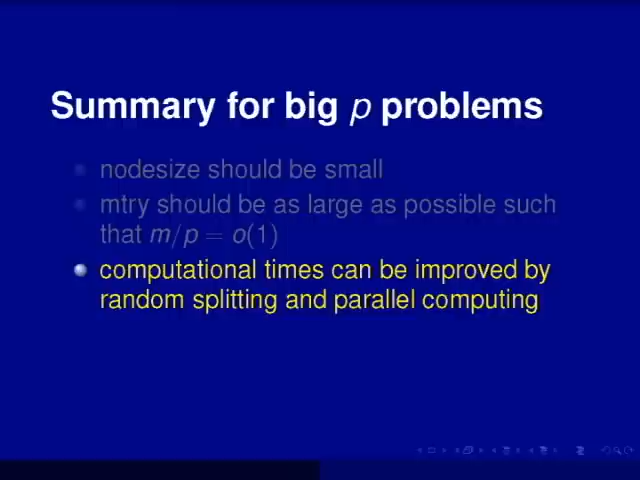 Summary for big p problems
nodesize should be small
mtry should be as large as possible such
that m/p = o(1)
computational times can be improved by
random splitting and parallel computing